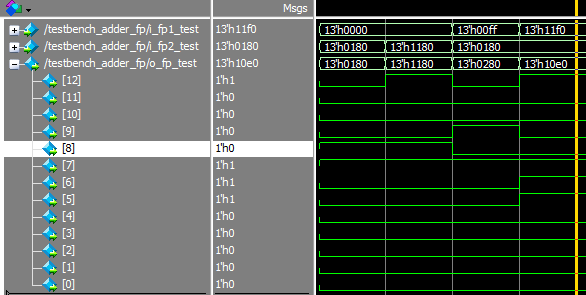 Msgs
/testbench_adder_fp/i_fp1_test 13'h11f0 13'h0000 13'h00ff 13'h11f0
/testbench_adder_fp/i_fp2_test 13'h0180 13'h0180 13'h1180 13'h0180
/testbench_adder_fp/o_fp_test 13'h10e0 13'h0180 13'h1180 13'h0280 13'h10e0
[12] 1'h1
[11] 1'h0
[10] 1'h0
[9] 1'h0
[8] 1'h0
[7] 1'h1
[6] 1'h1
[5] 1'h1
[4] 1'h0
[3] 1'h0
[2] 1'h0
[1] 1'h0
[0] 1'h0